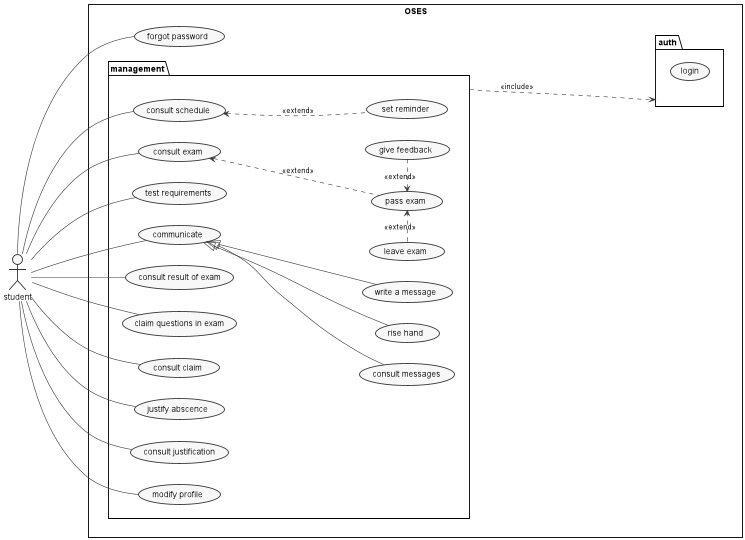 OSES
forgot password
auth
login
management
«include»
consult schedule
«extend»
set reminder
consult exam
«extend»
give feedback
«extend»
test requirements
pass exam
communicate
«extend»
leave exam
student
consult result of exam
write a message
claim questions in exam
rise hand
consult claim
consult messages
justify abscence
consult justification
modify profile